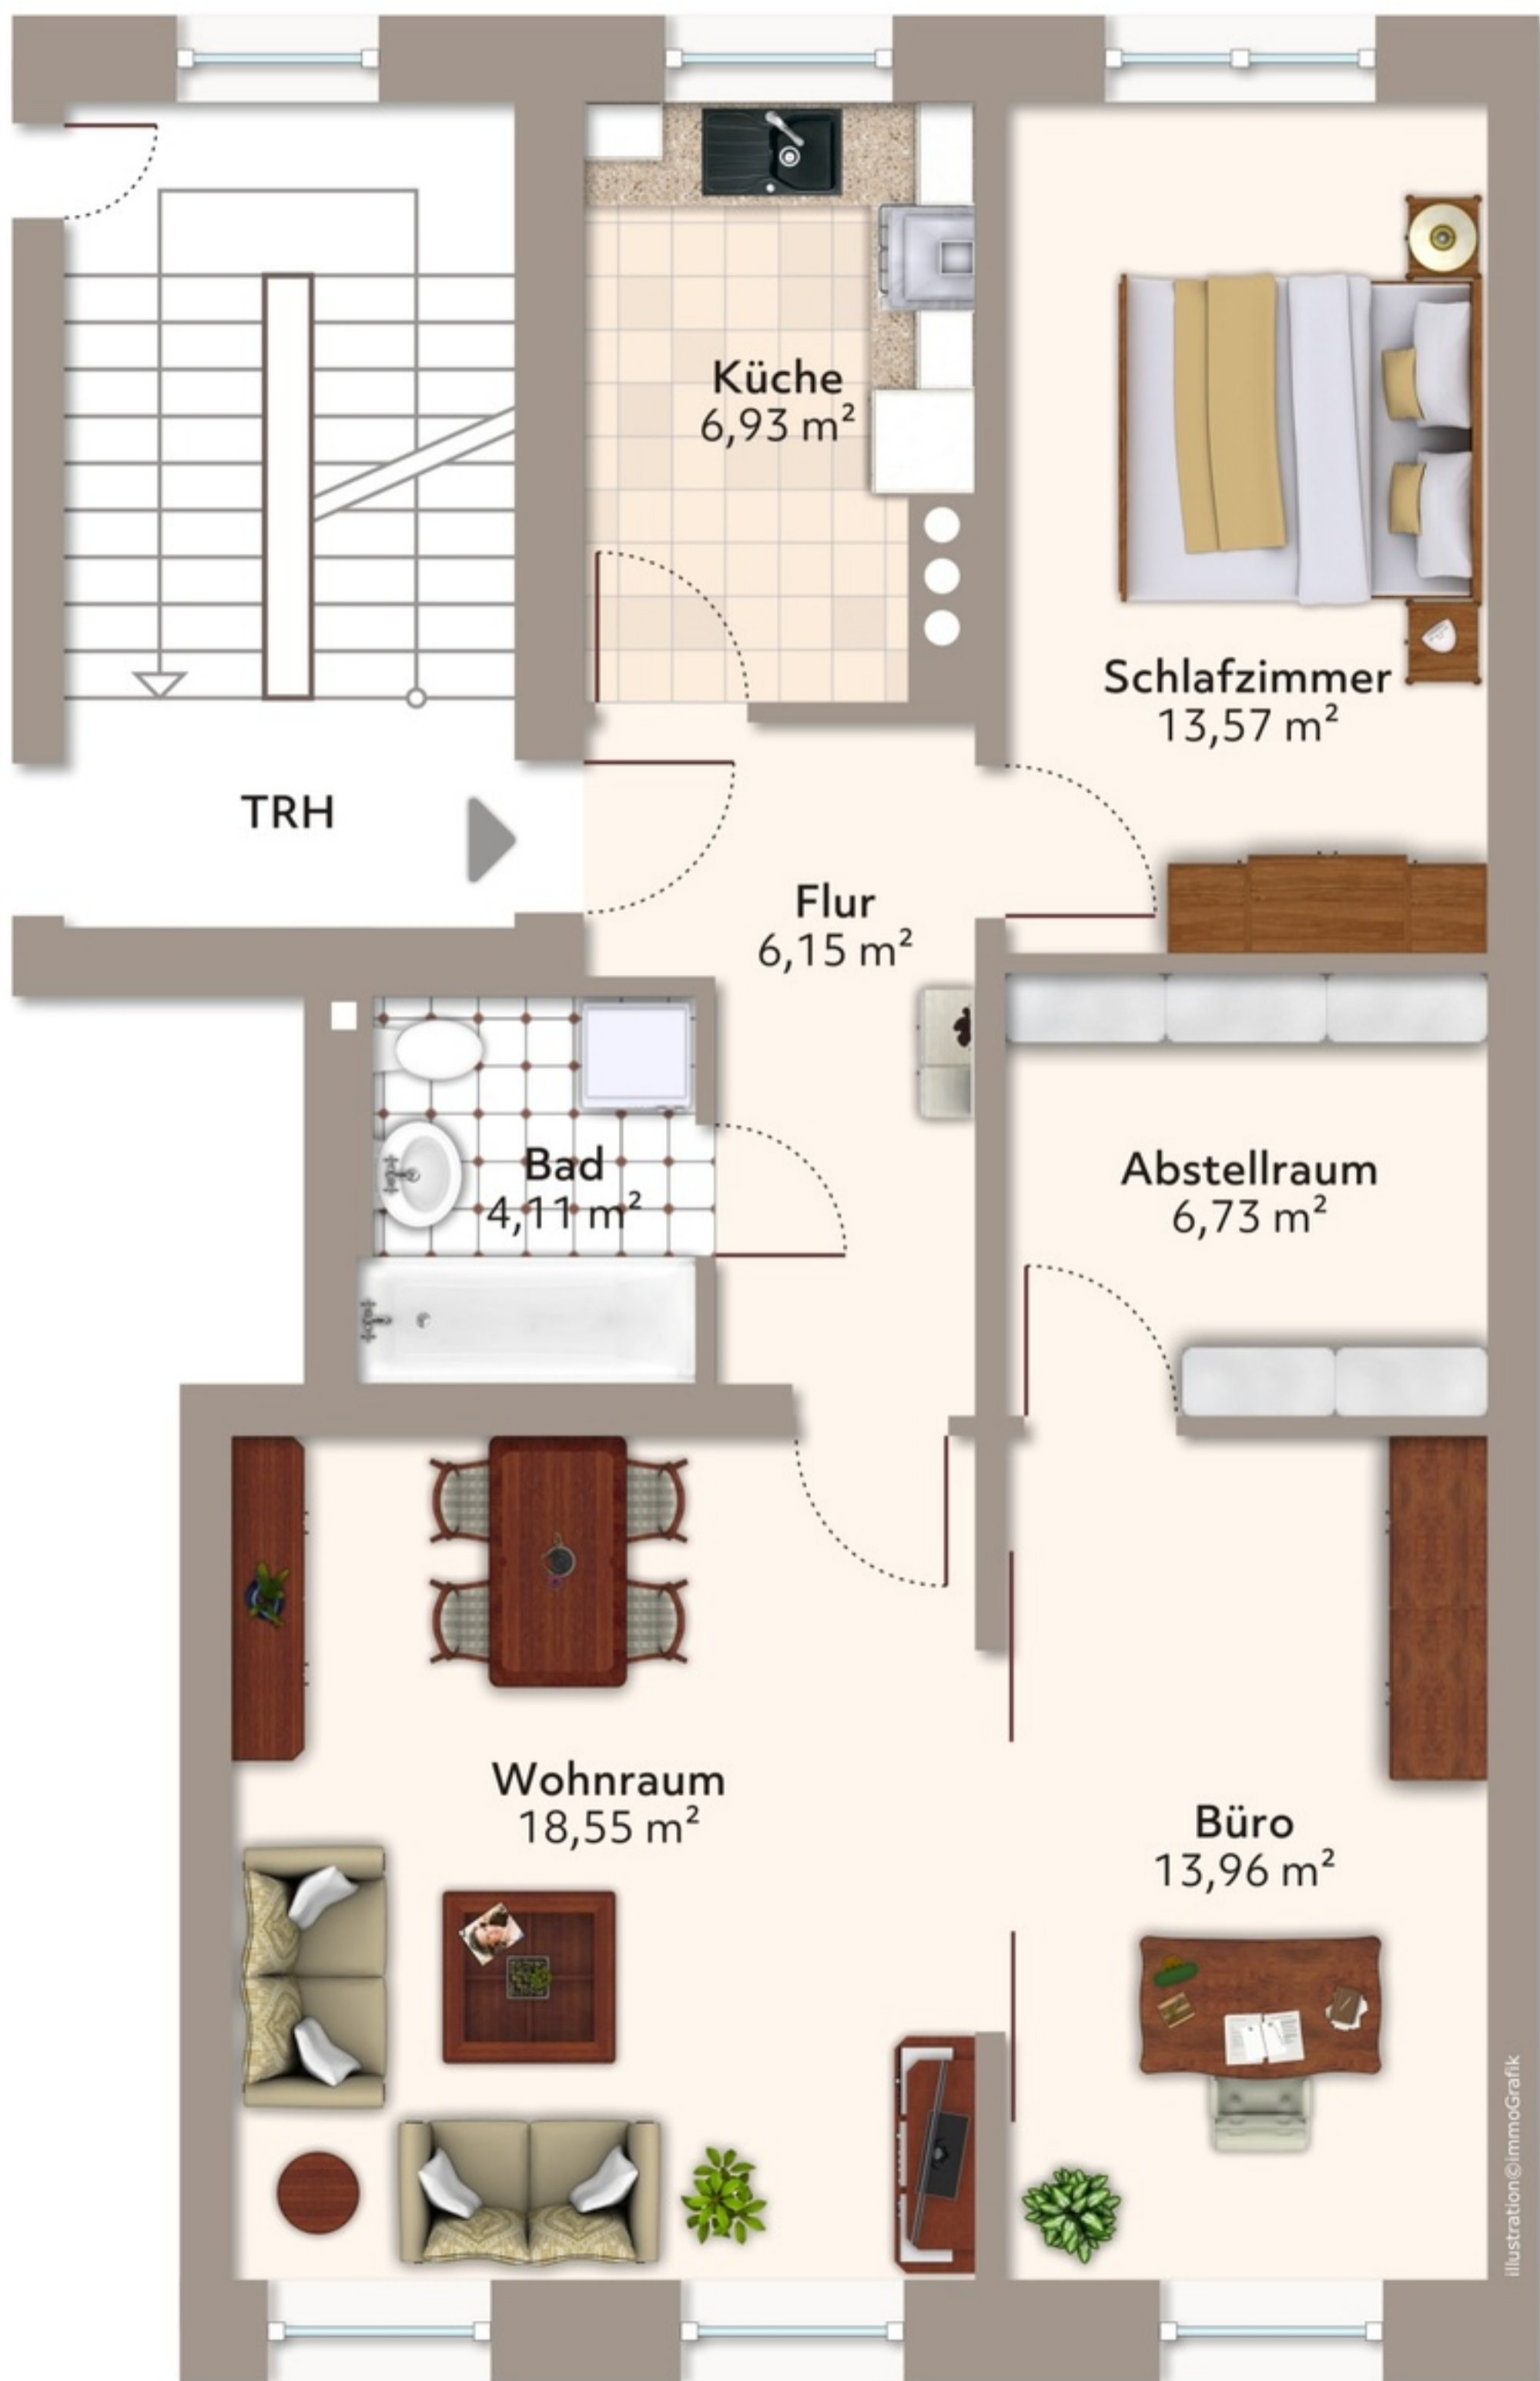 Küche
6,93 m²
Schlafzimmer
13,57 m²
TRH
Flur
6,15 m²
Bad
4,11 m²
Abstellraum
6,73 m²
Wohnraum
18,55 m²
Büro
13,96 m²
illustration©immoGrafik